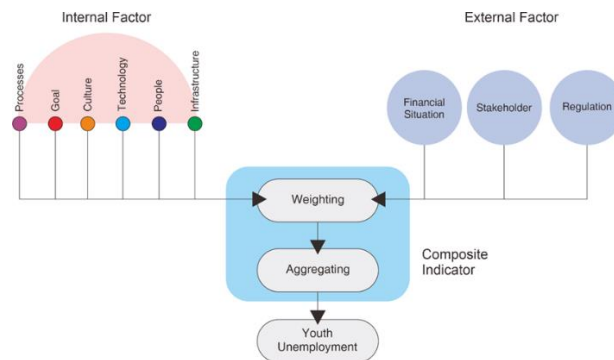 Internal Factor
External Factor
Processes
Goal
Culture
Technology
People
Infrastructure
Financial
Situation
Stakeholder
Regulation
Weighting
Aggregating
Composite
Indicator
Youth
Unemployment